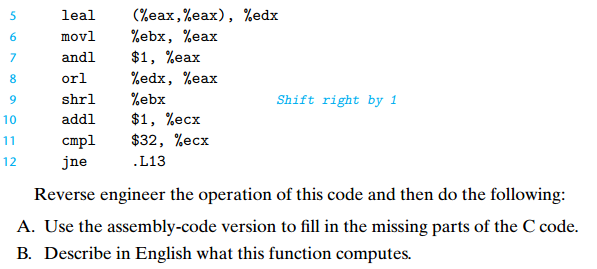 5 leal (%eax,%eax), %edx
6 movl %ebx, %eax
7 andl $1, %eax
8 orl %edx, %eax
9 shrl %ebx Shift right by 1
10 addl $1, %ecx
11 cmpl $32, %ecx
12 jne .L13
Reverse engineer the operation of this code and then do the following:
A. Use the assembly-code version to fill in the missing parts of the C code.
B. Describe in English what this function computes.